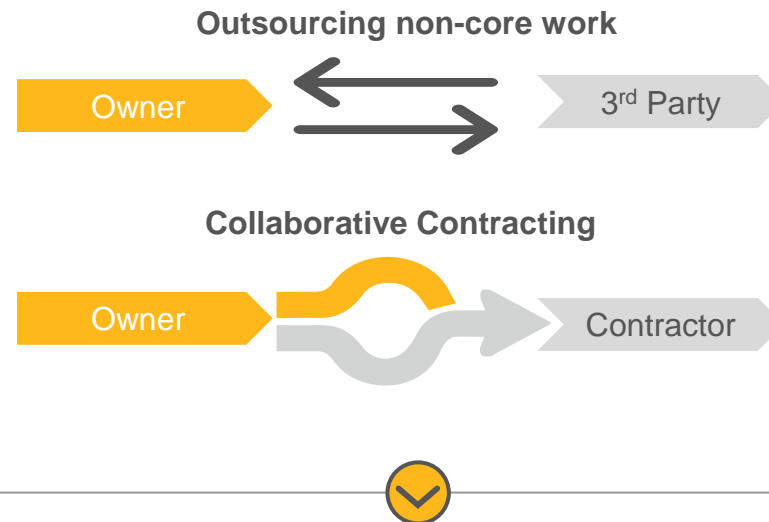 Outsourcing non-core work
Owner
3rd Party
Collaborative Contracting
Owner
Contractor